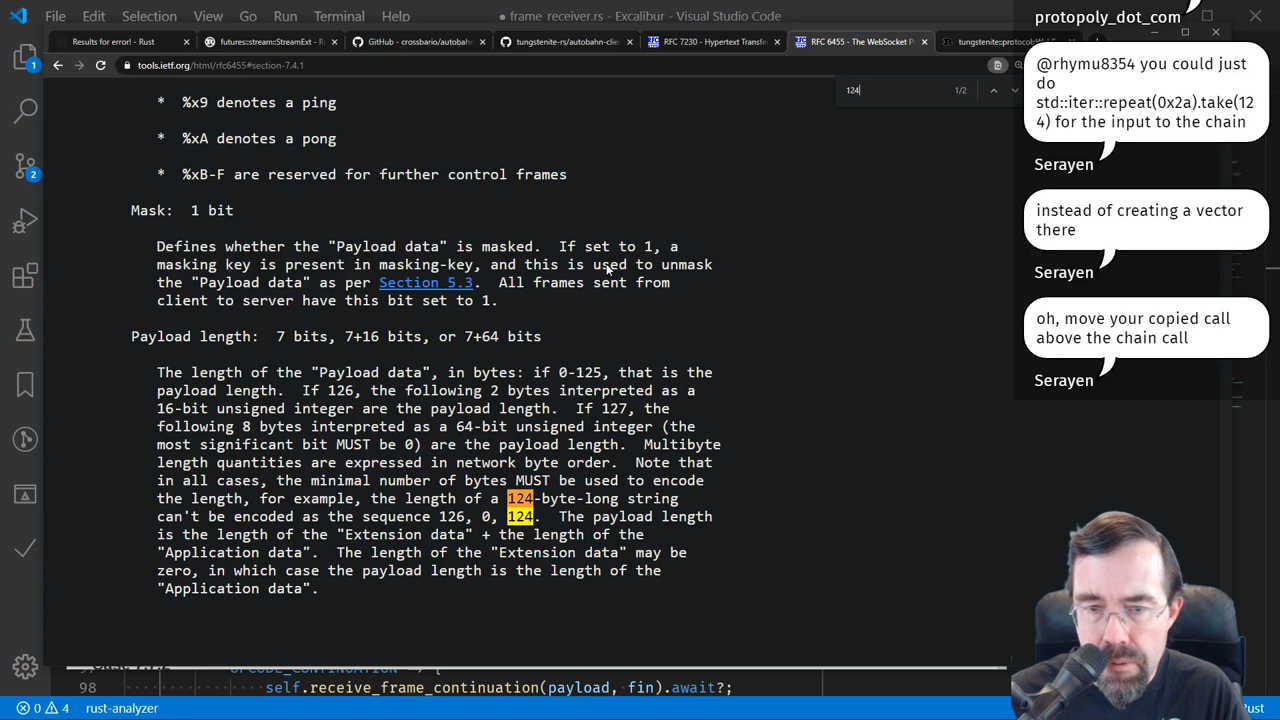 File Edit Selection View Go Run Terminal Help
● frame_receiver.rs - Excalibur - Visual Studio Code
Results for error! - Rust
futures::stream::StreamExt - Rust
GitHub - crossbario/autobahn
tungstenite-rs/autobahn-clie
RFC 7230 - Hypertext Transfer
RFC 6455 - The WebSocket P
tungstenite::protocol::
tools.ietf.org/html/rfc6455#section-7.4.1
124
1/2
* %x9 denotes a ping
* %xA denotes a pong
* %xB-F are reserved for further control frames
Mask: 1 bit
Defines whether the "Payload data" is masked. If set to 1, a
masking key is present in masking-key, and this is used to unmask
the "Payload data" as per Section 5.3. All frames sent from
client to server have this bit set to 1.
Payload length: 7 bits, 7+16 bits, or 7+64 bits
The length of the "Payload data", in bytes: if 0-125, that is the
payload length. If 126, the following 2 bytes interpreted as a
16-bit unsigned integer are the payload length. If 127, the
following 8 bytes interpreted as a 64-bit unsigned integer (the
most significant bit MUST be 0) are the payload length. Multibyte
length quantities are expressed in network byte order. Note that
in all cases, the minimal number of bytes MUST be used to encode
the length, for example, the length of a 124-byte-long string
can't be encoded as the sequence 126, 0, 124. The payload length
is the length of the "Extension data" + the length of the
"Application data". The length of the "Extension data" may be
zero, in which case the payload length is the length of the
"Application data".
98 self.receive_frame_continuation(payload, fin).await?;
0 4 rust-analyzer
Rust
1
2
2
protopoly_dot_com
@rhymu8354 you could just
do
std::iter::repeat(0x2a).take(12
4) for the input to the chain
Serayen
instead of creating a vector
there
Serayen
oh, move your copied call
above the chain call
Serayen